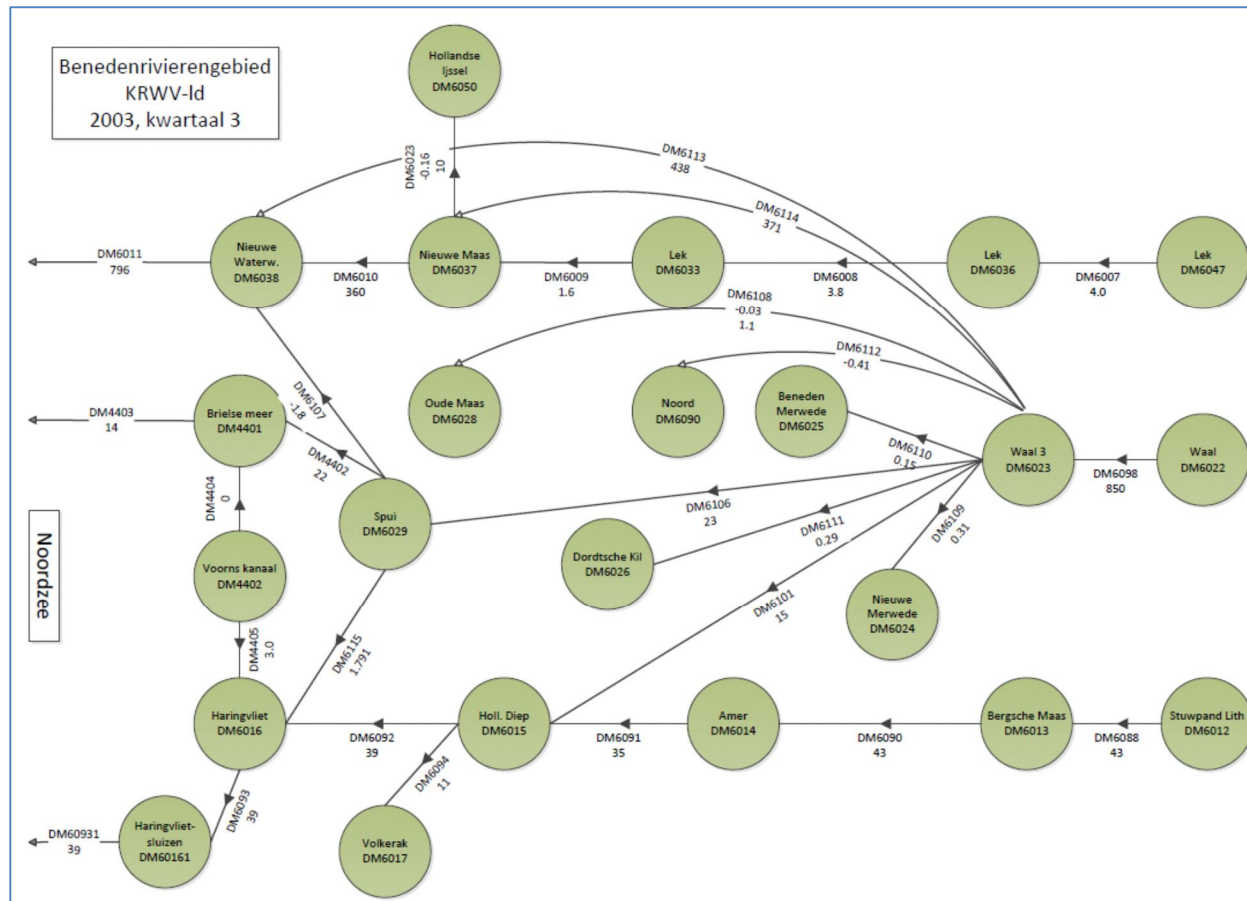 Benedenrivierengebied
KRWV-ld
2003, kwartaal 3
Hollandse
Ijssel
DM6050
DM6023
-0.16
10
DM6113
438
DM6114
371
DM6011
796
Nieuwe
Waterw.
DM6038
DM6010
360
Nieuwe Maas
DM6037
DM6009
1.6
Lek
DM6033
DM6008
3.8
Lek
DM6036
DM6007
4.0
Lek
DM6047
DM6108
-0.03
1.1
DM6112
-0.41
DM6107
-1.8
DM4403
14
Brielse meer
DM4401
DM4402
22
Oude Maas
DM6028
Noord
DM6090
Beneden
Merwede
DM6025
DM6110
0.15
Waal 3
DM6023
DM6098
850
Waal
DM6022
DM4404
0
Spui
DM6029
DM6106
23
DM6111
0.29
DM6109
0.31
Noordzee
Voorns kanaal
DM4402
Dordtsche Kil
DM6026
DM6101
15
Nieuwe
Merwede
DM6024
DM4405
3.0
DM6115
1.791
Haringvliet
DM6016
DM6092
39
Holl. Diep
DM6015
DM6091
35
Amer
DM6014
DM6090
43
Bergsche Maas
DM6013
DM6088
43
Stuwpand Lith
DM6012
DM6094
11
DM6093
39
DM60931
39
Haringvliet-
sluizen
DM60161
Volkerak
DM6017